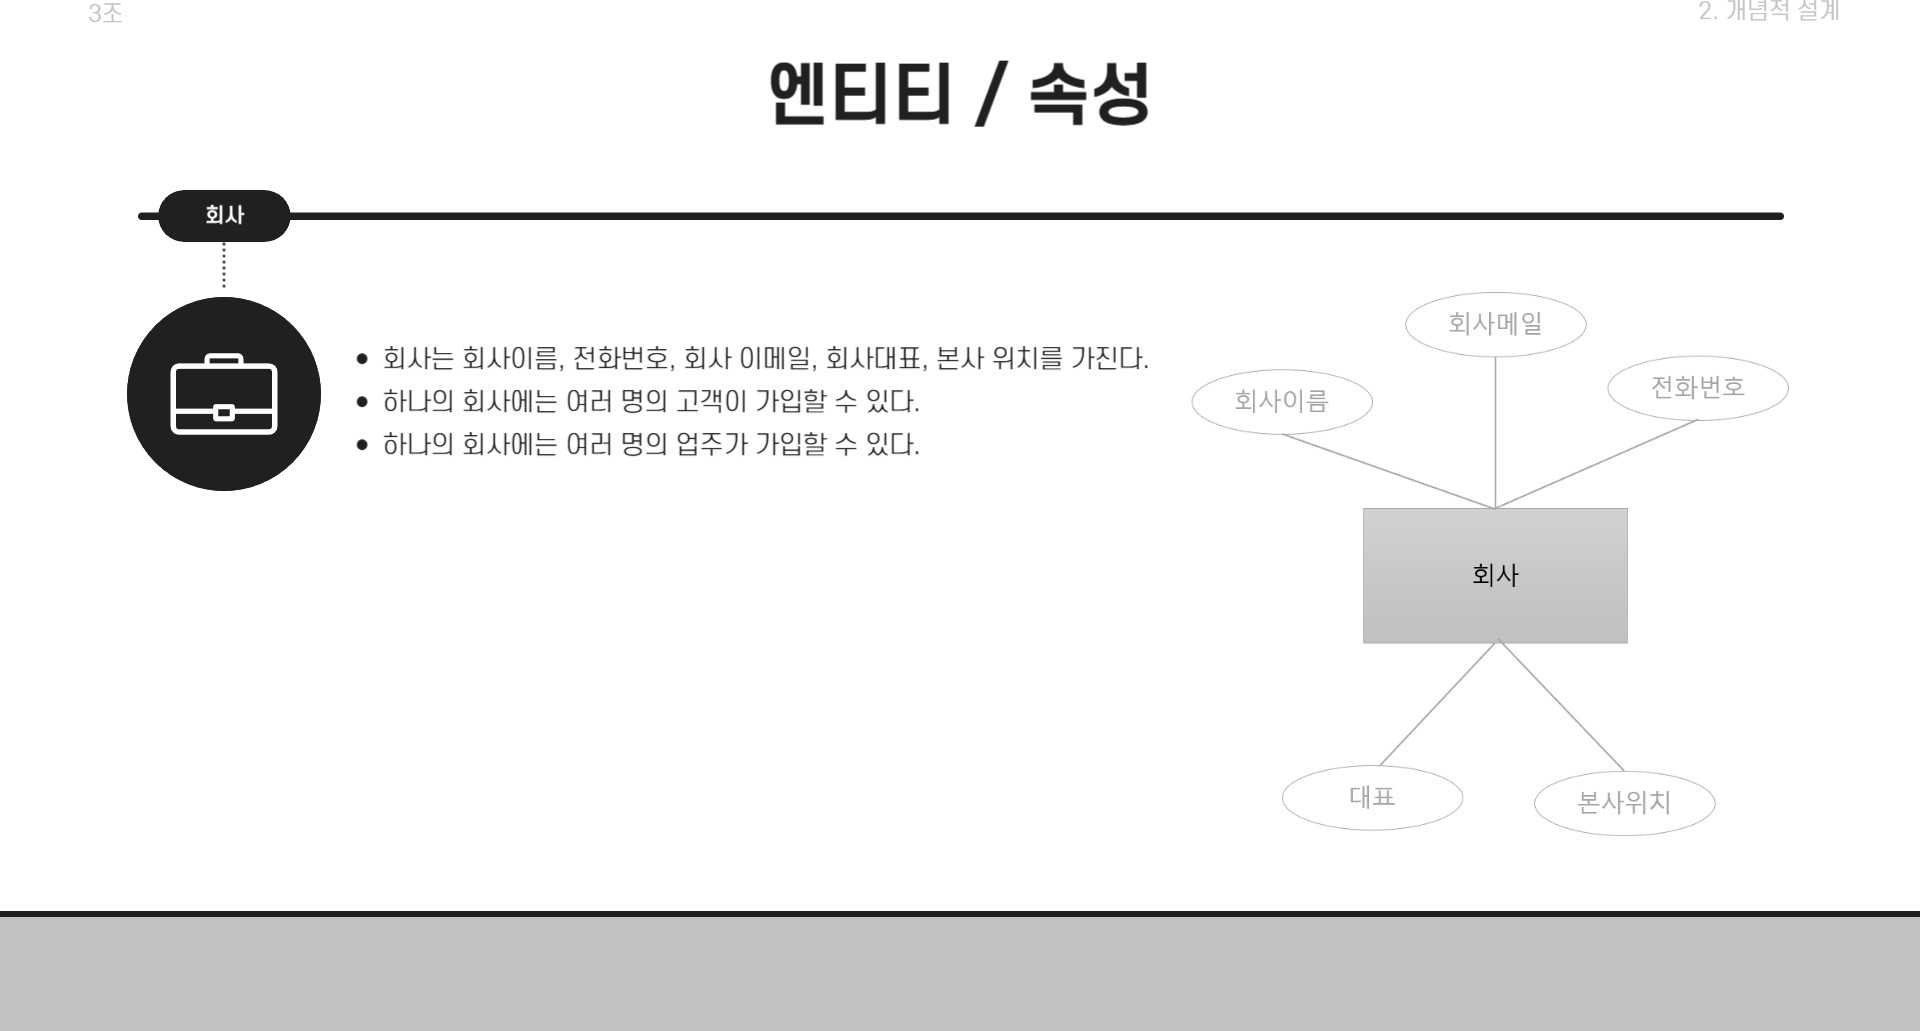 3조
2. 개념적 설계
엔티티 / 속성
회사
• 회사는 회사이름, 전화번호, 회사 이메일, 회사대표, 본사 위치를 가진다.
• 하나의 회사에는 여러 명의 고객이 가입할 수 있다.
• 하나의 회사에는 여러 명의 업주가 가입할 수 있다.
회사메일
회사이름
전화번호
회사
대표
본사위치